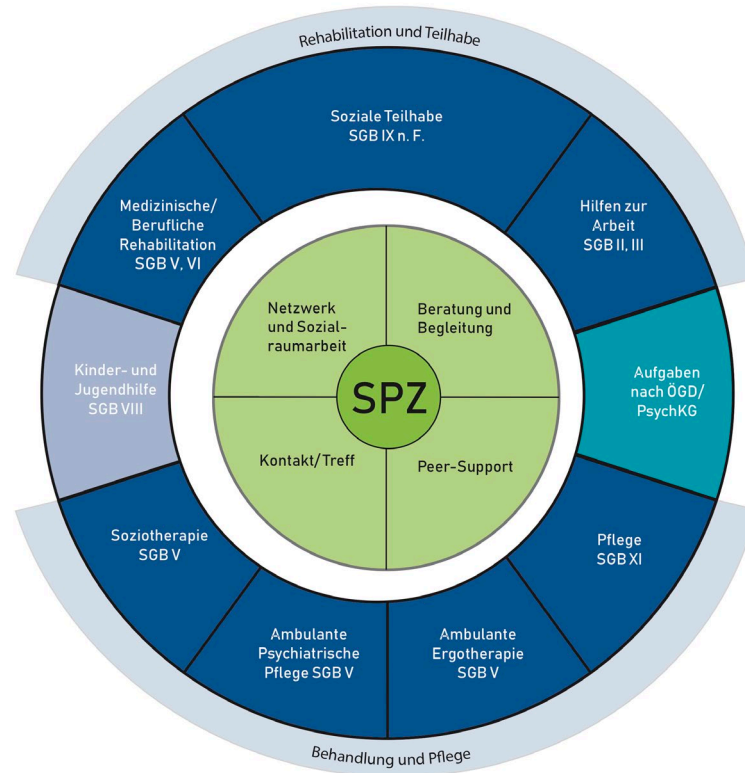 Rehabilitation und Teilhabe
Soziale Teilhabe
SGB IX n. F.
Medizinische/
Berufliche
Rehabilitation
SGB V, VI
Hilfen zur
Arbeit
SGB II, III
Netzwerk
und Sozial-
raumarbeit
Beratung und
Begleitung
Kinder- und
Jugendhilfe
SGB VIII
SPZ
Aufgaben
nach ÖGD/
PsychKG
Kontakt/Treff
Peer-Support
Soziotherapie
SGB V
Pflege
SGB XI
Ambulante
Psychiatrische
Pflege SGB V
Ambulante
Ergotherapie
SGB V
Behandlung und Pflege